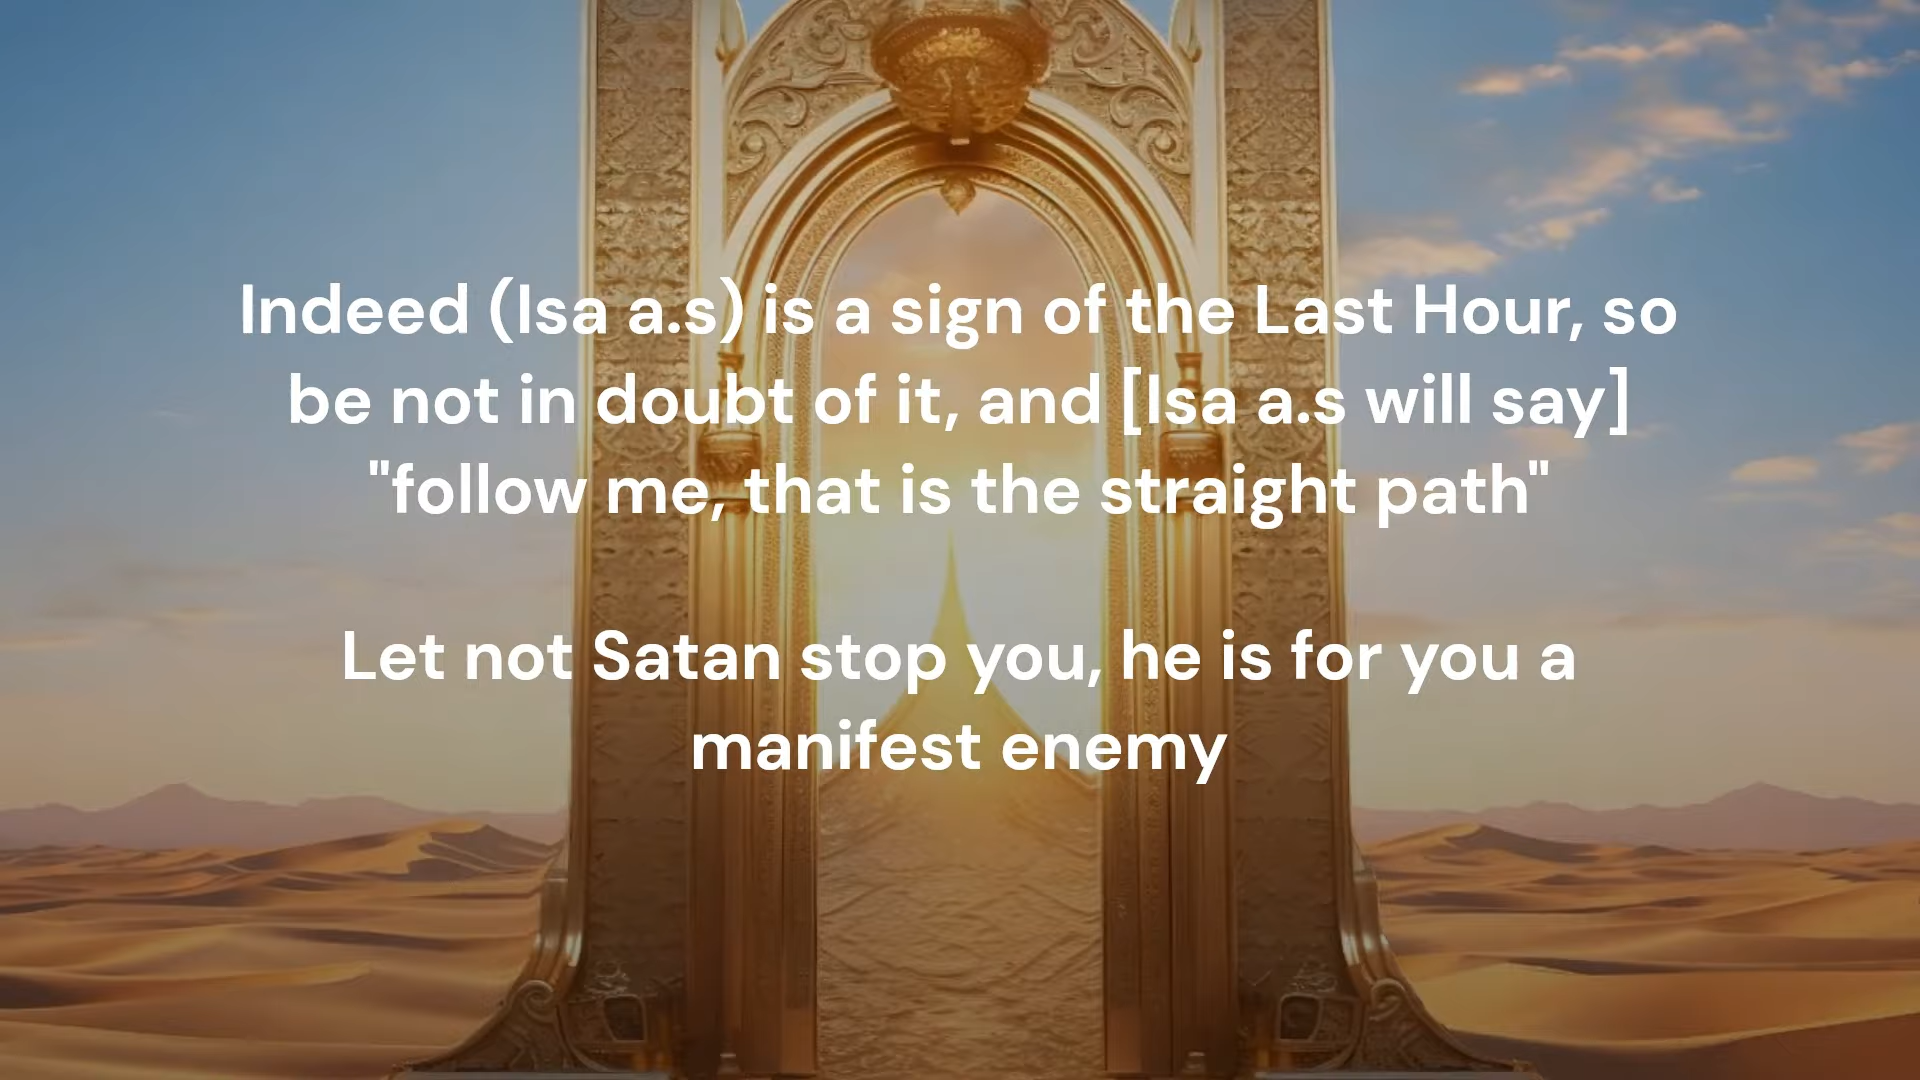 Indeed (Isa a.s) is a sign of the Last Hour, so
be not in doubt of it, and [Isa a.s will say]
"follow me, that is the straight path"
Let not Satan stop you, he is for you a
manifest enemy